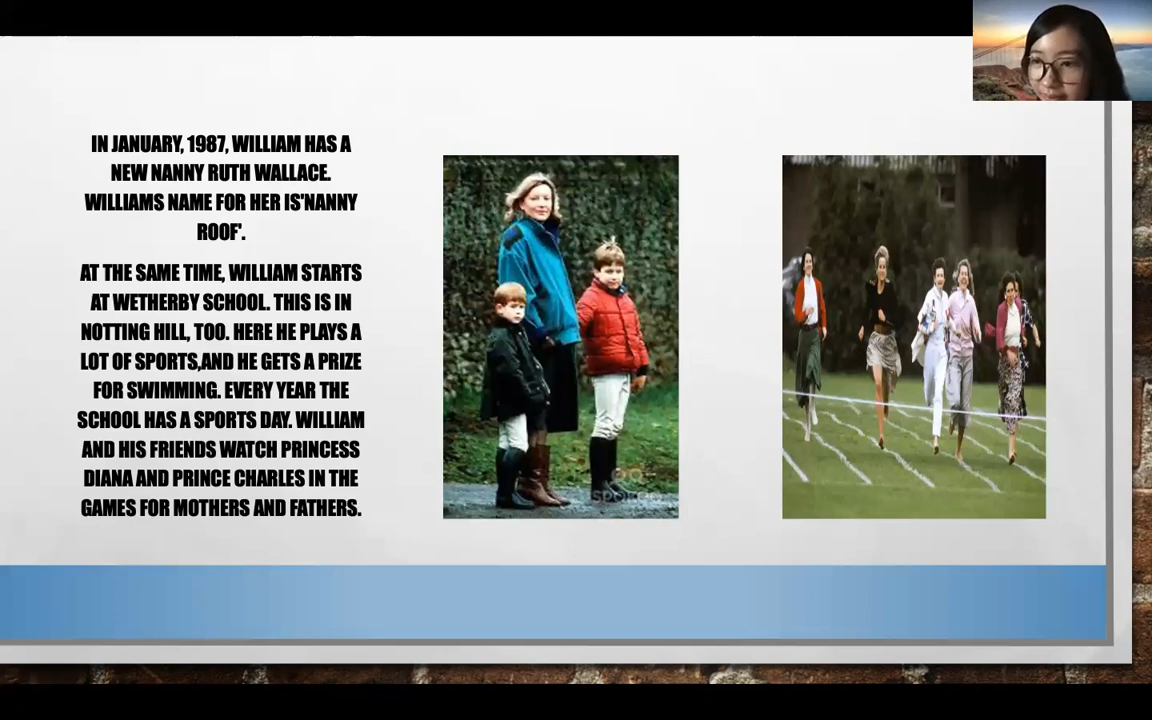 IN JANUARY, 1987, WILLIAM HAS A
NEW NANNY RUTH WALLACE.
WILLIAMS NAME FOR HER IS'NANNY
ROOF'.
AT THE SAME TIME, WILLIAM STARTS
AT WETHERBY SCHOOL. THIS IS IN
NOTTING HILL, TOO. HERE HE PLAYS A
LOT OF SPORTS,AND HE GETS A PRIZE
FOR SWIMMING. EVERY YEAR THE
SCHOOL HAS A SPORTS DAY. WILLIAM
AND HIS FRIENDS WATCH PRINCESS
DIANA AND PRINCE CHARLES IN THE
GAMES FOR MOTHERS AND FATHERS.